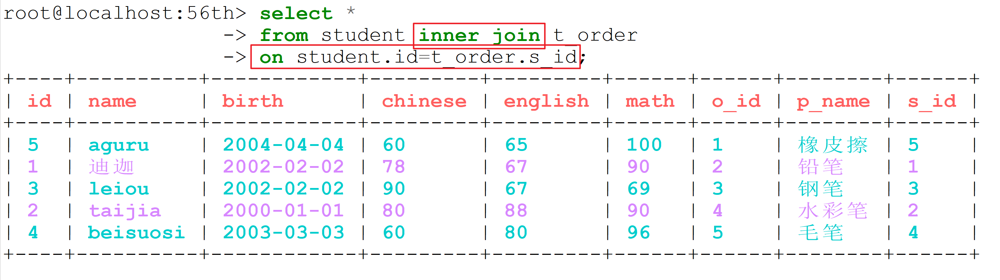 root@localhost:56th> select *
-> from student inner join t_order
-> on student.id=t_order.s_id;
+----+----------+------------+---------+---------+------+------+--------+------+
| id | name     | birth      | chinese | english | math | o_id | p_name | s_id |
+----+----------+------------+---------+---------+------+------+--------+------+
| 5  | aguru    | 2004-04-04 | 60      | 65      | 100  | 1    | 橡皮擦 | 5    |
| 1  | 迪迦     | 2002-02-02 | 78      | 67      | 90   | 2    | 铅笔   | 1    |
| 3  | leiou    | 2002-02-02 | 90      | 67      | 69   | 3    | 钢笔   | 3    |
| 2  | taijia   | 2000-01-01 | 80      | 88      | 90   | 4    | 水彩笔 | 2    |
| 4  | beisuosi | 2003-03-03 | 60      | 80      | 96   | 5    | 毛笔   | 4    |
+----+----------+------------+---------+---------+------+------+--------+------+